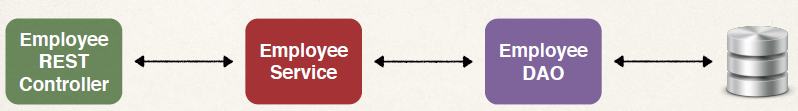 Employee
REST
Controller
Employee
Service
Employee
DAO